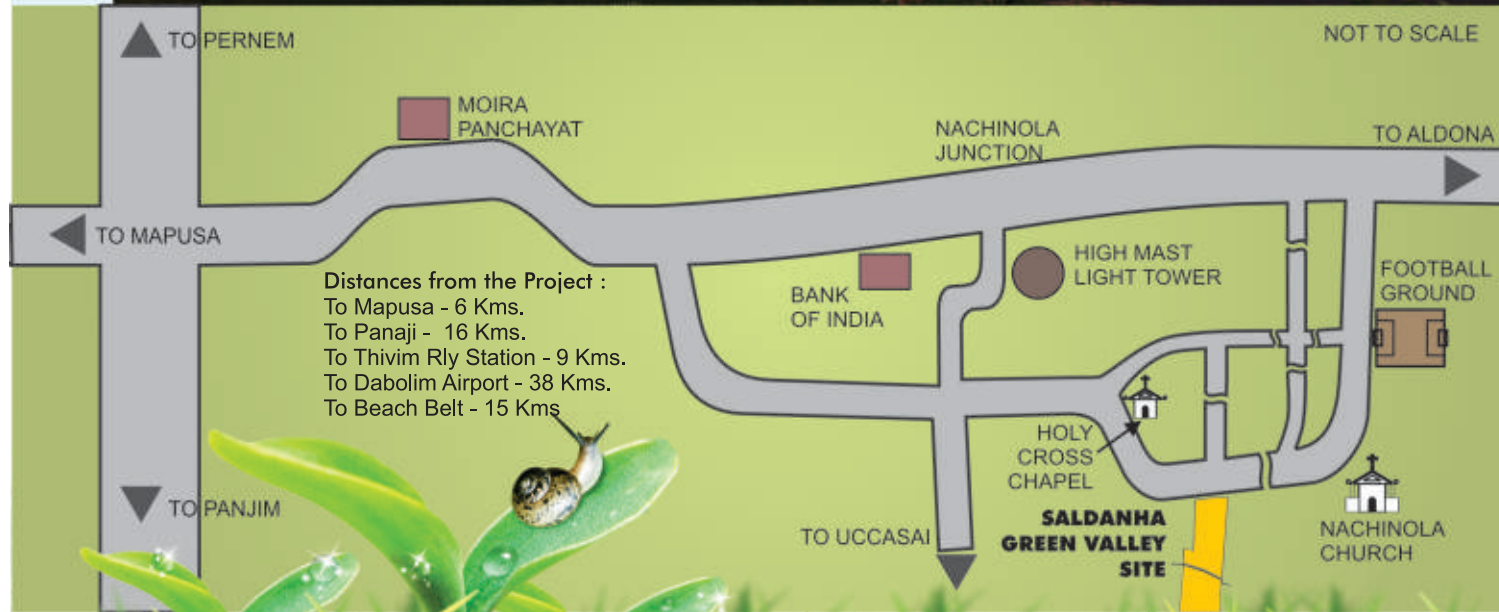 TO PERNEM
NOT TO SCALE
MOIRA
PANCHAYAT
NACHINOLA
JUNCTION
TO ALDONA
TO MAPUSA
Distances from the Project :
To Mapusa - 6 Kms.
To Panaji - 16 Kms.
To Thivim Rly Station - 9 Kms.
To Dabolim Airport - 38 Kms.
To Beach Belt - 15 Kms
BANK
OF INDIA
HIGH MAST
LIGHT TOWER
FOOTBALL
GROUND
HOLY
CROSS
CHAPEL
TO PANJIM
TO UCCASAI
SALDANHA
GREEN VALLEY
SITE
NACHINOLA
CHURCH